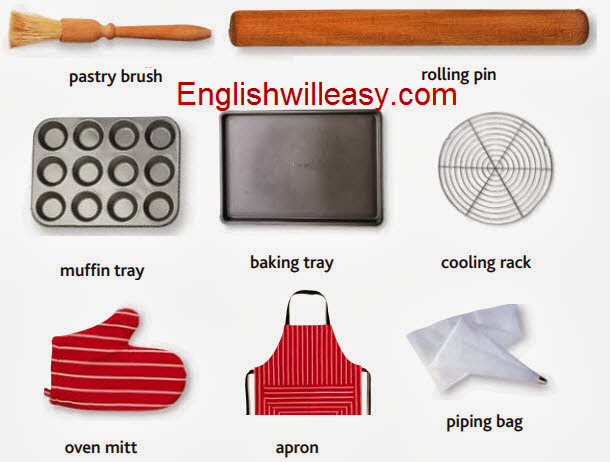 pastry brush
rolling pin
Englishwilleasy.com
muffin tray
baking tray
cooling rack
oven mitt
apron
piping bag